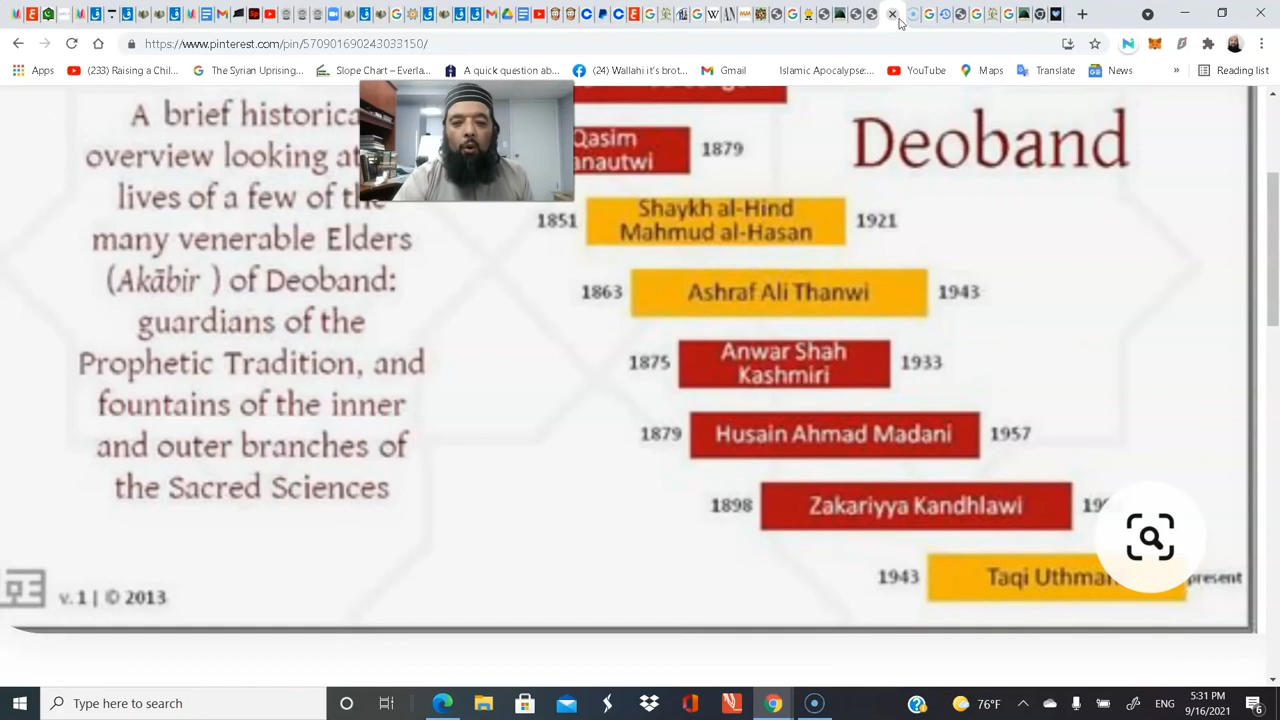 https://www.pinterest.com/pin/570901690243033150/
Apps
(233) Raising a Chil...
The Syrian Uprising...
Slope Chart – Everla...
A quick question ab...
(24) Wallahi it's brot...
Gmail
Islamic Apocalypse:...
YouTube
Maps
Translate
News
»
Reading list
A brief historica
overview looking at
lives of a few of the
many venerable Elders
(Akābir ) of Deoband:
guardians of the
Prophetic Tradition, and
fountains of the inner
and outer branches of
the Sacred Sciences
v. 1 | © 2013
Deoband
Qasim
anautwi
1879
1851
Shaykh al-Hind
Mahmud al-Hasan
1921
1863
Ashraf Ali Thanwi
1943
1875
Anwar Shah
Kashmiri
1933
1879
Husain Ahmad Madani
1957
1898
Zakariyya Kandhlawi
1943
Taqi Uthman
present
Type here to search
76°F
ENG
5:31 PM
9/16/2021
6